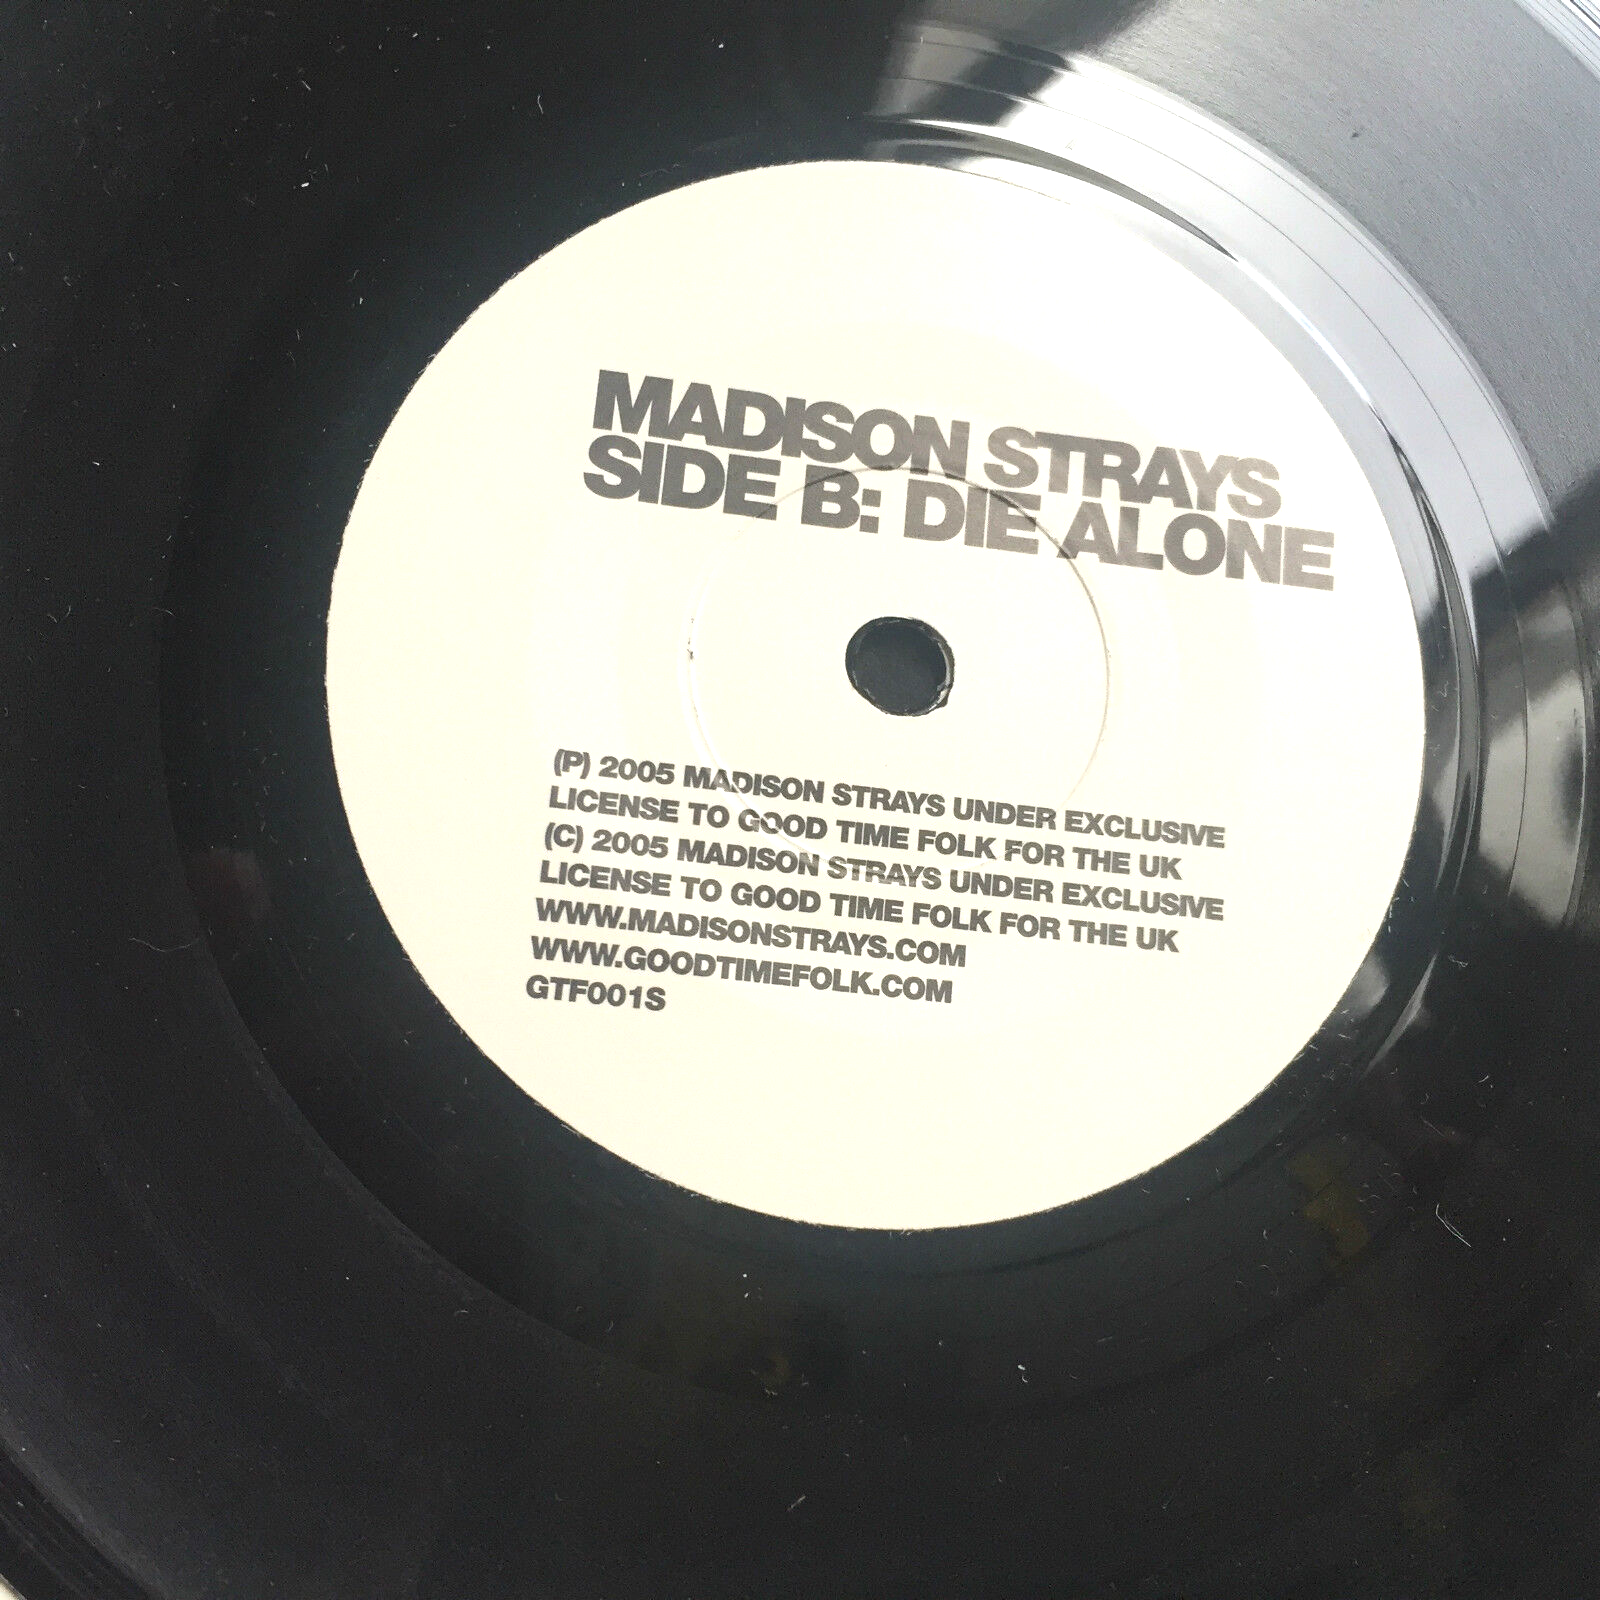 MADISON STRAYS
SIDE B: DIE ALONE
(P) 2005 MADISON STRAYS UNDER EXCLUSIVE
LICENSE TO GOOD TIME FOLK FOR THE UK
(C) 2005 MADISON STRAYS UNDER EXCLUSIVE
LICENSE TO GOOD TIME FOLK FOR THE UK
WWW.MADISONSTRAYS.COM
WWW.GOODTIMEFOLK.COM
GTF001S